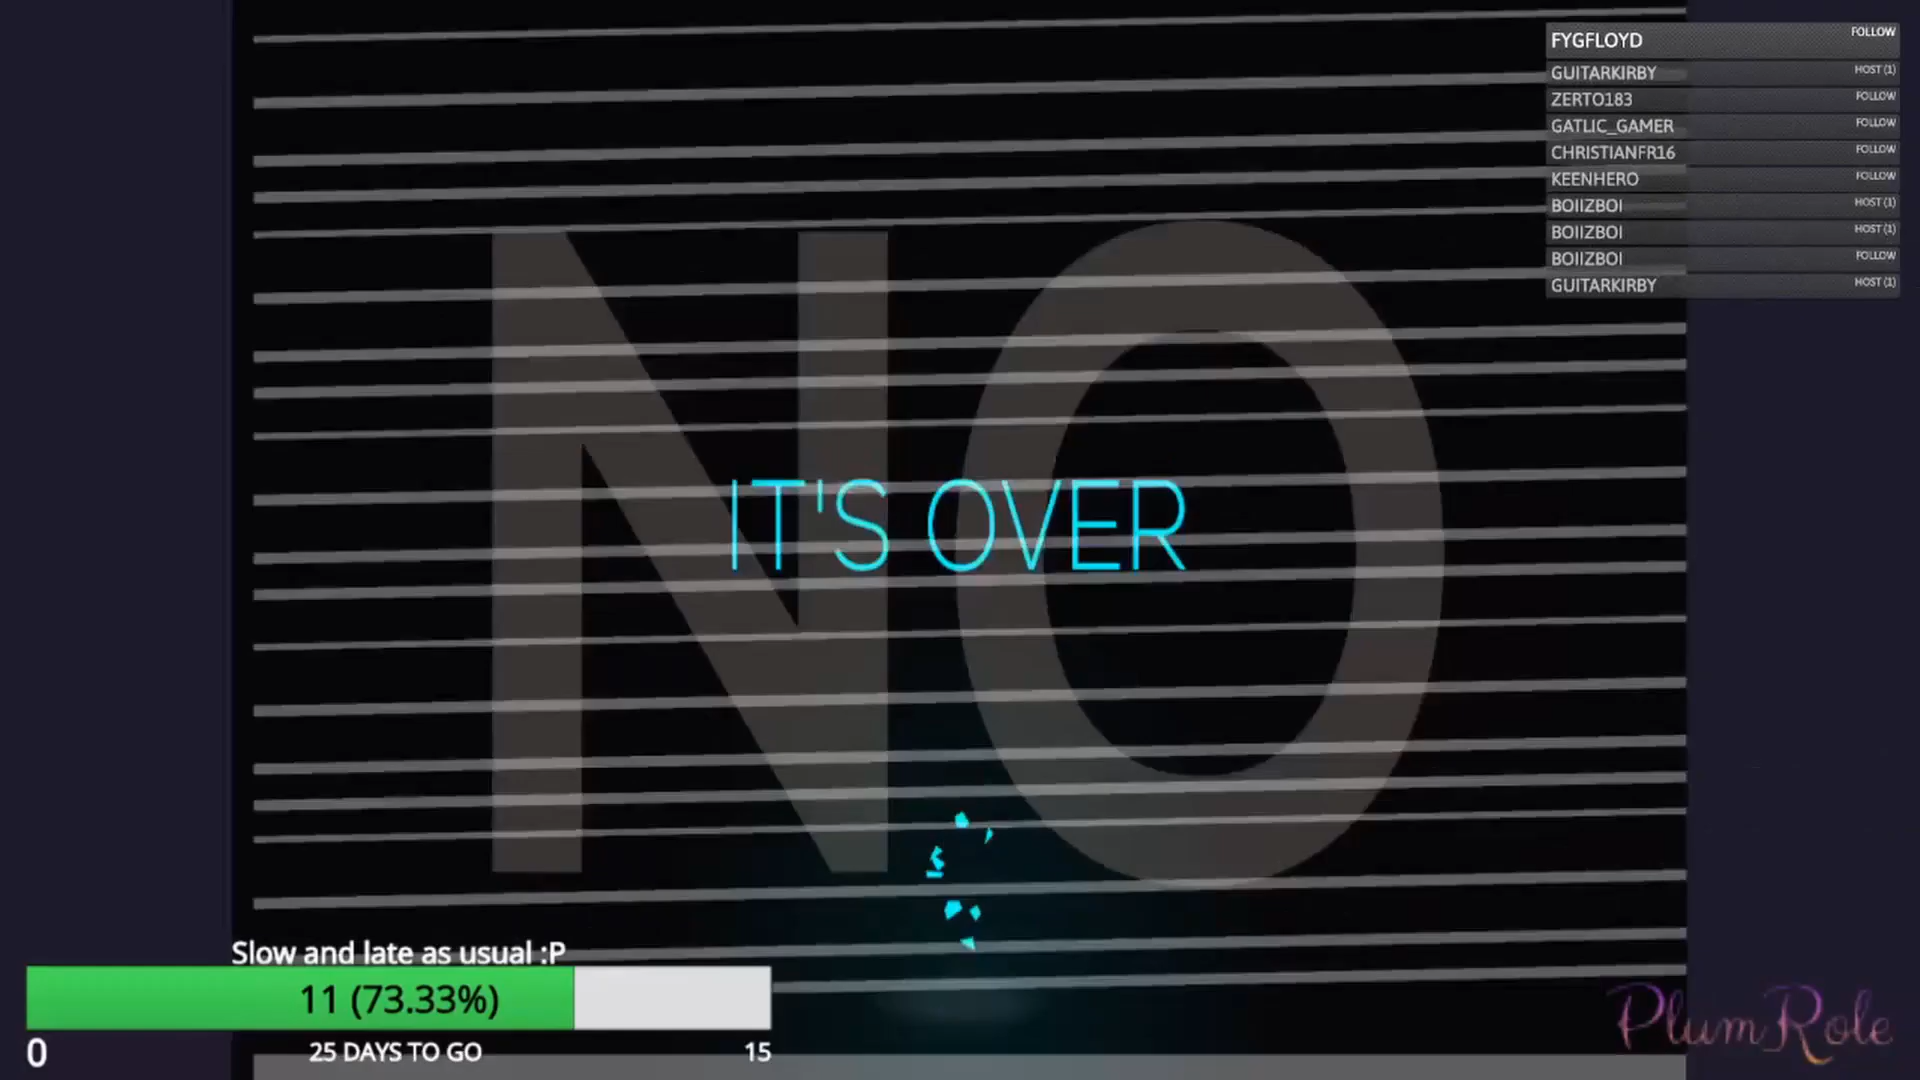 FYGFLOYD FOLLOW
GUITARKIRBY HOST (1)
ZERTO183 FOLLOW
GATLIC_GAMER FOLLOW
CHRISTIANFR16 FOLLOW
KEENHERO FOLLOW
BOIIZBOI HOST (1)
BOIIZBOI HOST (1)
BOIIZBOI FOLLOW
GUITARKIRBY HOST (1)
NO
IT'S OVER
Slow and late as usual :P
11 (73.33%)
0 25 DAYS TO GO 15
PlumRole